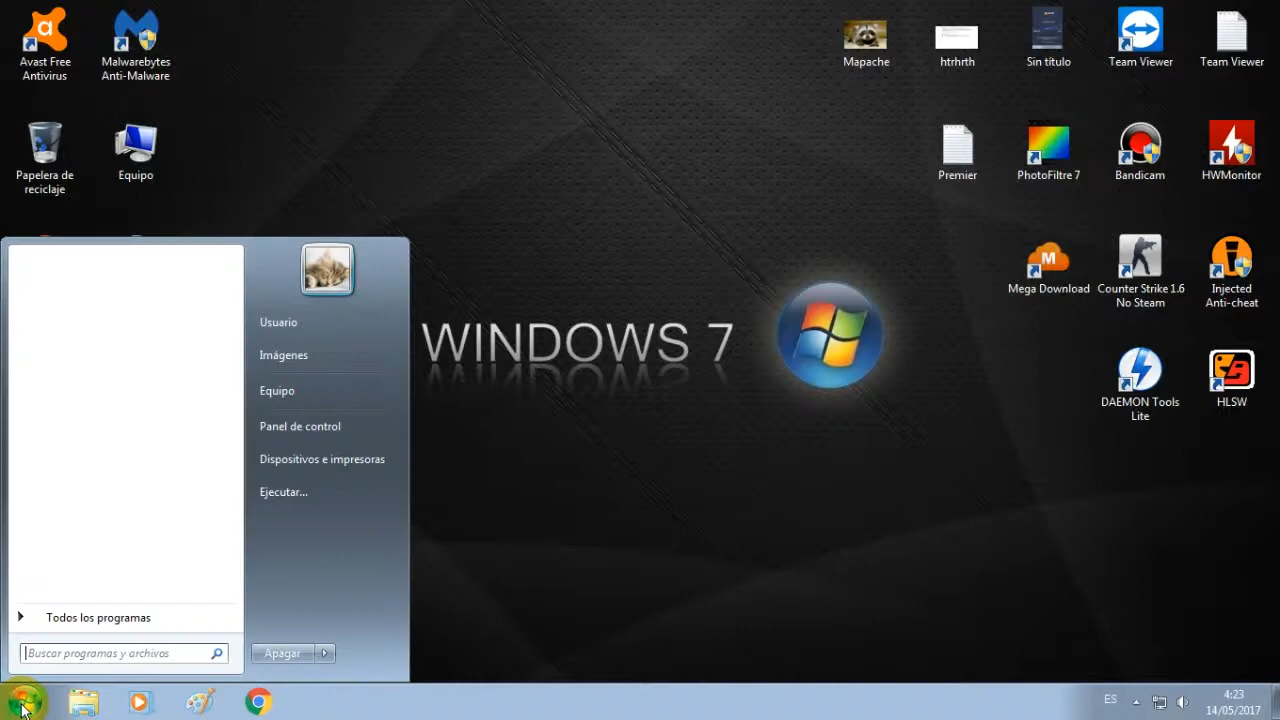 Avast Free
Antivirus
Malwarebytes
Anti-Malware
Mapache
htrhrth
Sin título
Team Viewer
Team Viewer
Papelera de
reciclaje
Equipo
Premier
PhotoFiltre 7
Bandicam
HWMonitor
Mega Download
Counter Strike 1.6
No Steam
Injected
Anti-cheat
DAEMON Tools
Lite
HLSW
WINDOWS 7
Usuario
Imágenes
Equipo
Panel de control
Dispositivos e impresoras
Ejecutar...
Todos los programas
Buscar programas y archivos
Apagar
ES
4:23
14/05/2017